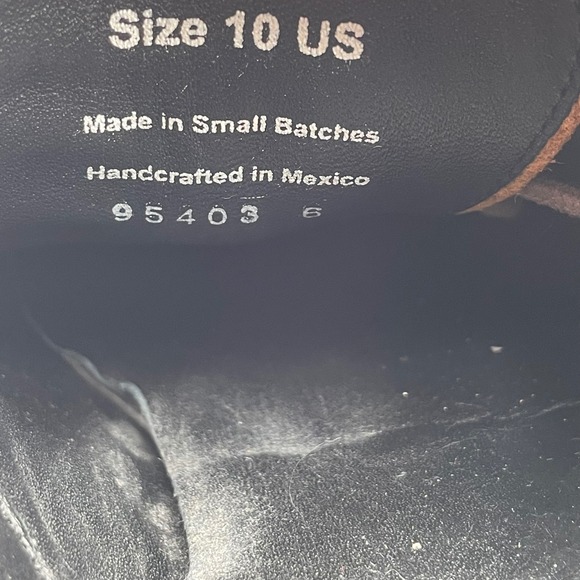 Size 10 US
Made in Small Batches
Handcrafted in Mexico
95403 6